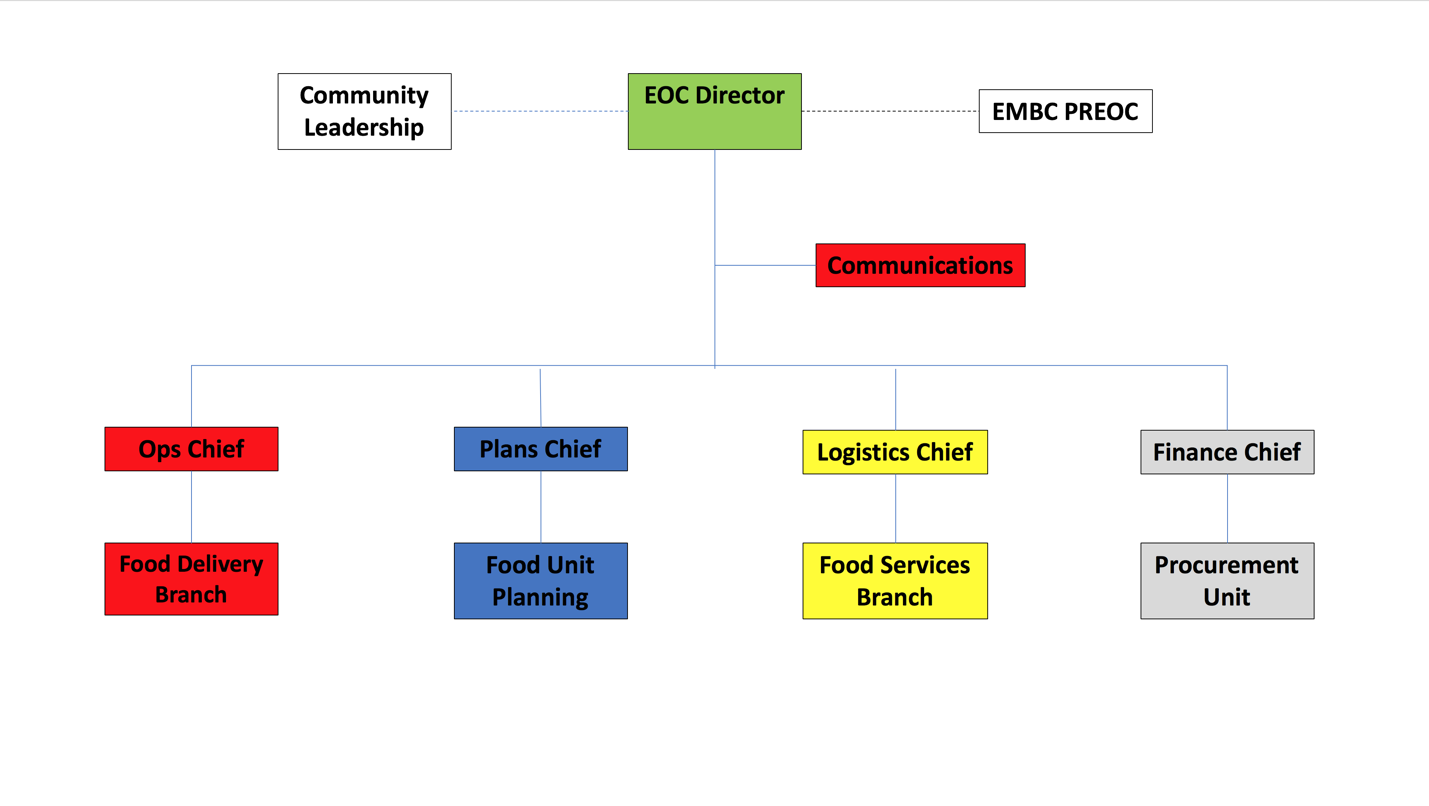 Community
Leadership
EOC Director
EMBC PREOC
Communications
Ops Chief
Plans Chief
Logistics Chief
Finance Chief
Food Delivery
Branch
Food Unit
Planning
Food Services
Branch
Procurement
Unit